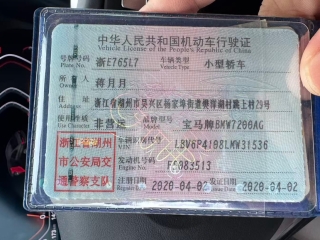 中华人民共和国机动车行驶证
Vehicle License of the People's Republic of China
号牌号码 浙E765L7 车辆类型 小型轿车
Plate No. Vehicle Type
所有人 蒋月月
Owner
住址 浙江省湖州市吴兴区杨家埠街道
Address
使用性质 非营运 品牌型号 宝马牌BMW7200AG
Use Character Model
浙江省湖州 车辆识别代号 LBV6P4108LMW31536
市公安局交 发动机号码 F6983513
Engine No.
通警察支队 注册日期 2020-04-02 发证日期 2020-04-02
Register Date Issue Date